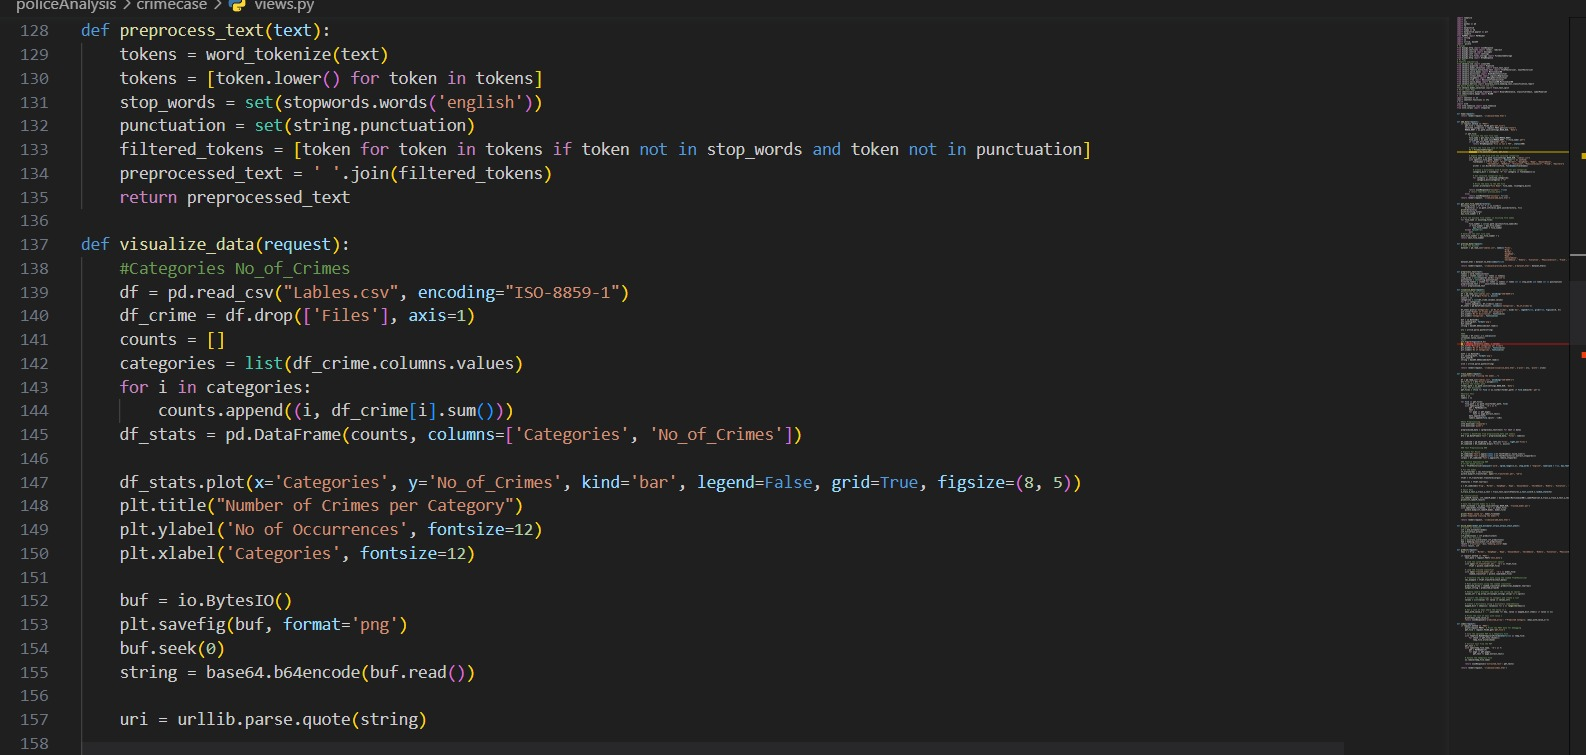 policeAnalysis > crimecase > views.py
128 def preprocess_text(text):
129     tokens = word_tokenize(text)
130     tokens = [token.lower() for token in tokens]
131     stop_words = set(stopwords.words('english'))
132     punctuation = set(string.punctuation)
133     filtered_tokens = [token for token in tokens if token not in stop_words and token not in punctuation]
134     preprocessed_text = ' '.join(filtered_tokens)
135     return preprocessed_text
136
137 def visualize_data(request):
138     #Categories No_of_Crimes
139     df = pd.read_csv("Lables.csv", encoding="ISO-8859-1")
140     df_crime = df.drop(['Files'], axis=1)
141     counts = []
142     categories = list(df_crime.columns.values)
143     for i in categories:
144         counts.append((i, df_crime[i].sum()))
145     df_stats = pd.DataFrame(counts, columns=['Categories', 'No_of_Crimes'])
146
147     df_stats.plot(x='Categories', y='No_of_Crimes', kind='bar', legend=False, grid=True, figsize=(8, 5))
148     plt.title("Number of Crimes per Category")
149     plt.ylabel('No of Occurrences', fontsize=12)
150     plt.xlabel('Categories', fontsize=12)
151
152     buf = io.BytesIO()
153     plt.savefig(buf, format='png')
154     buf.seek(0)
155     string = base64.b64encode(buf.read())
156
157     uri = urllib.parse.quote(string)
158